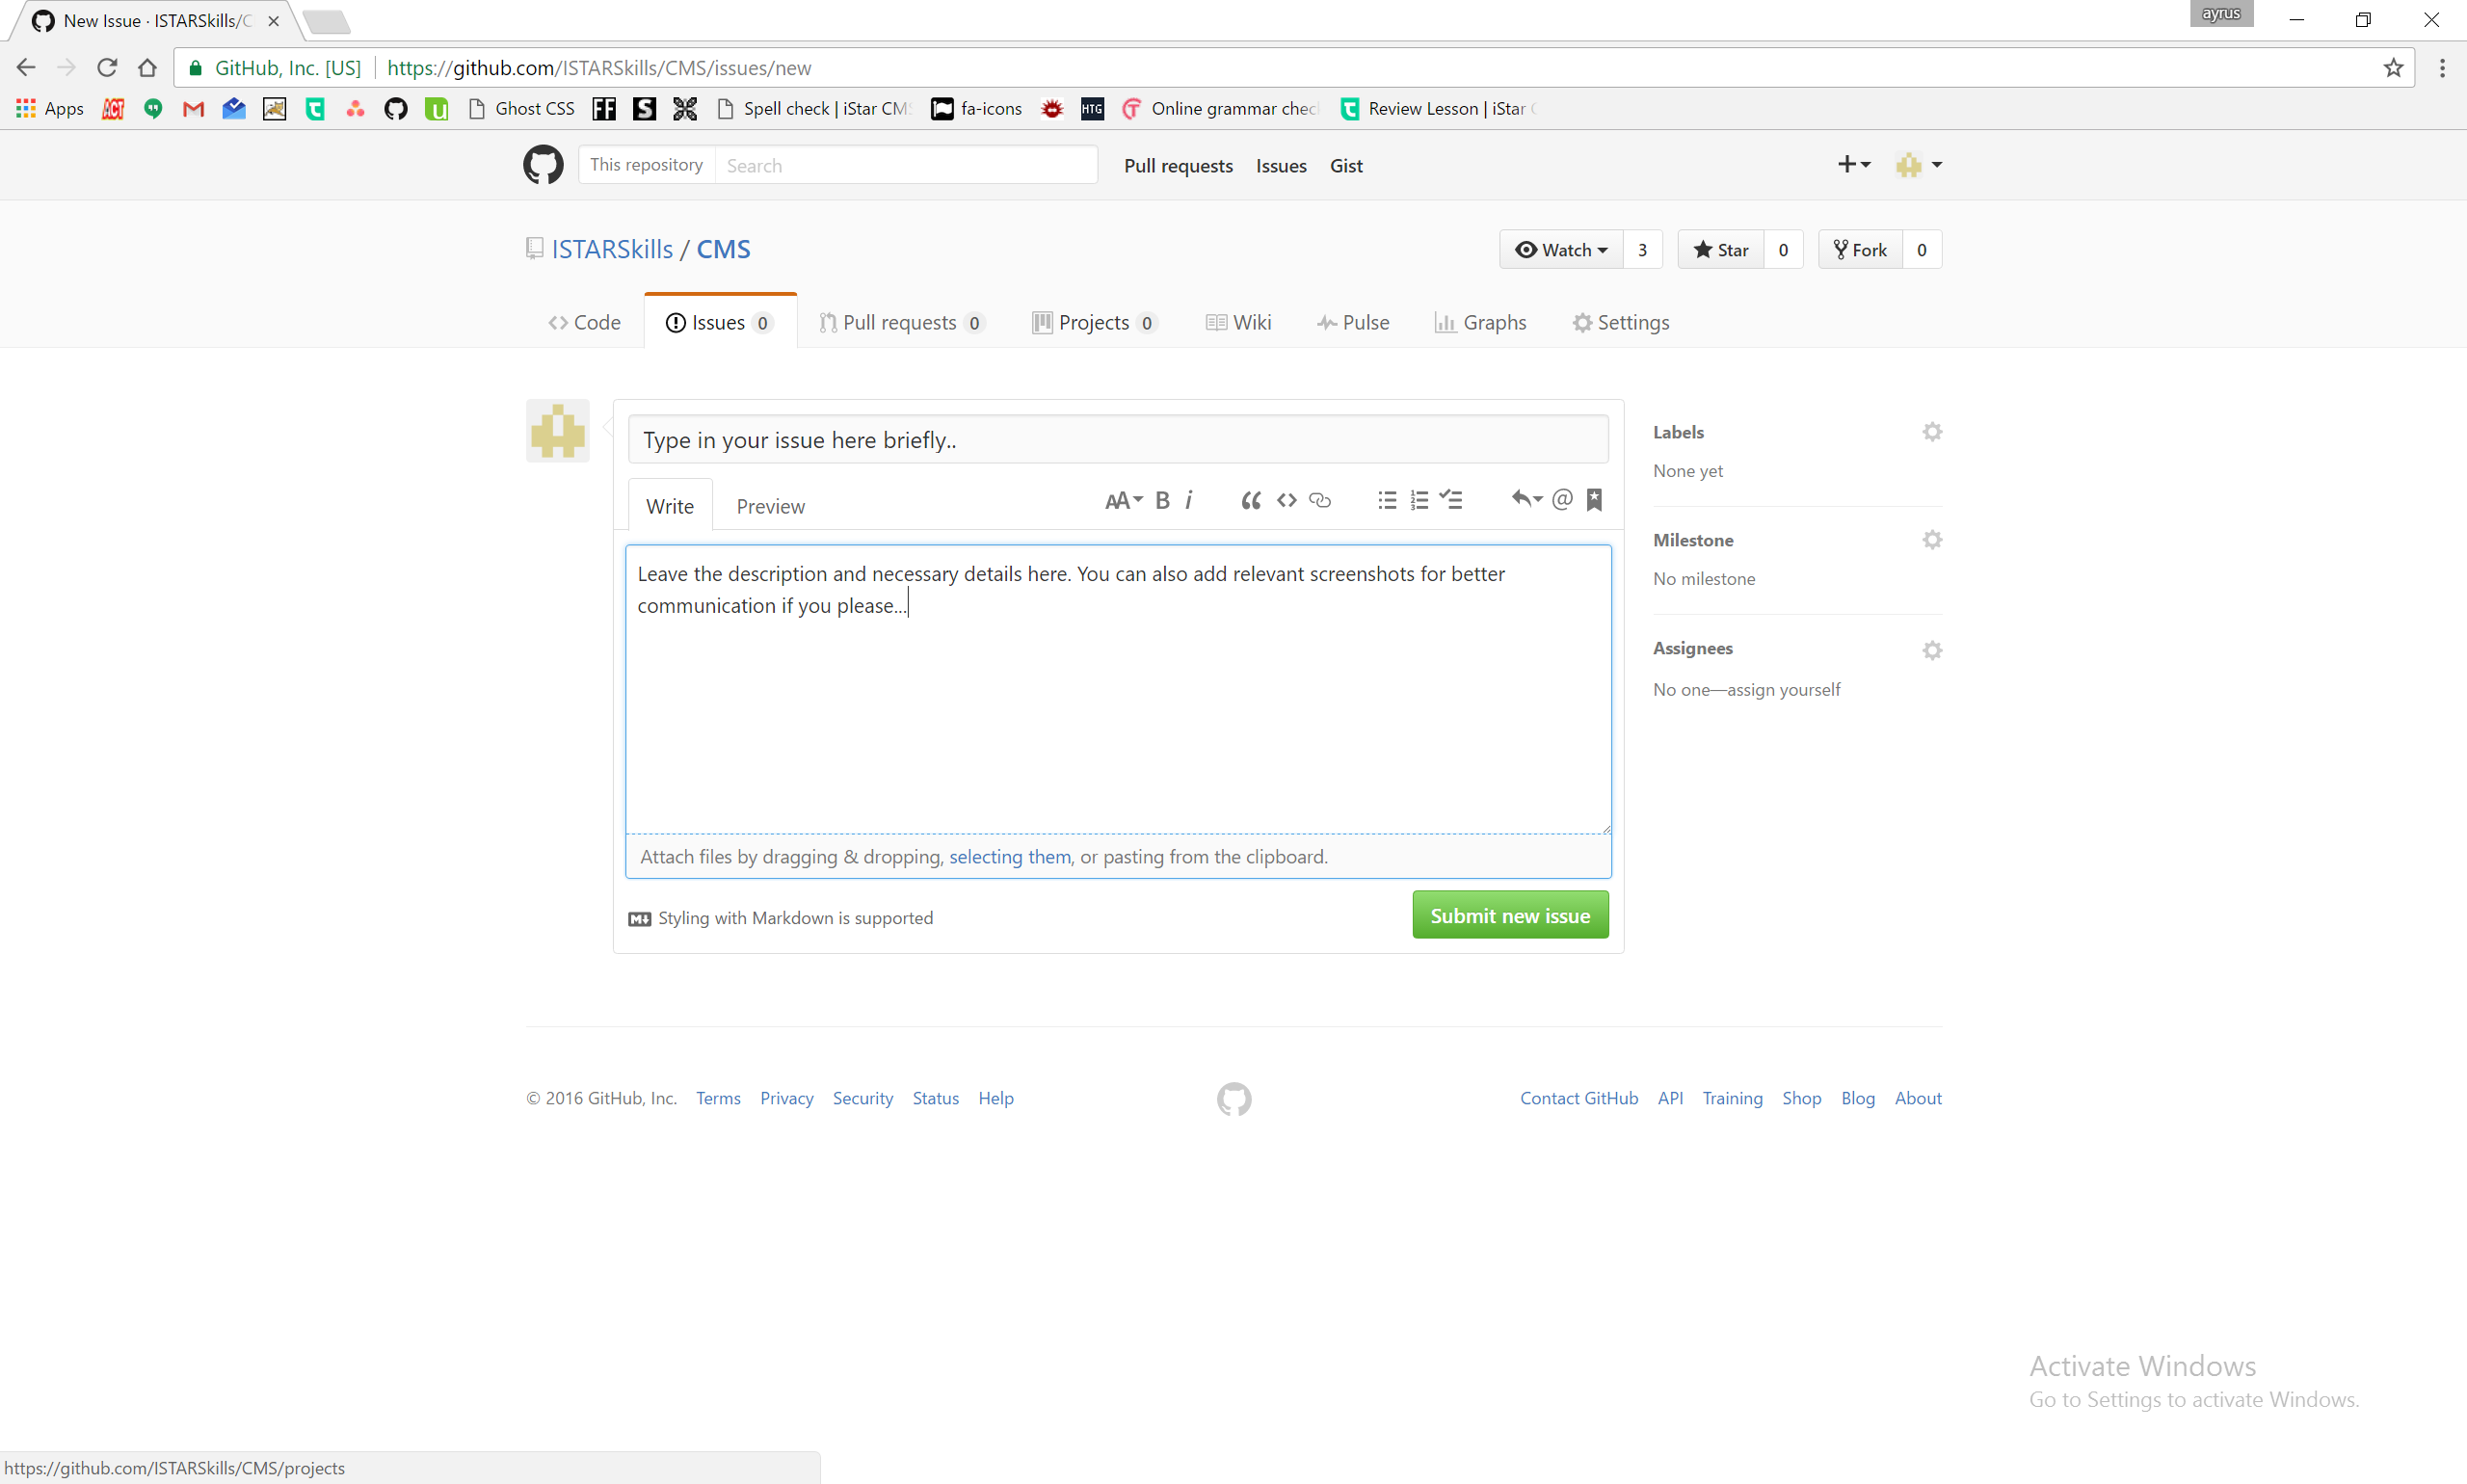 New Issue · ISTARSkills/C
ayrus
GitHub, Inc. [US]
https://github.com/ISTARSkills/CMS/issues/new
Apps
ACT
Ghost CSS
FF
S
Spell check | iStar CMS
fa-icons
HTG
Online grammar chec
Review Lesson | iStar C
This repository
Search
Pull requests
Issues
Gist
ISTARSkills / CMS
Watch 3
Star 0
Fork 0
Code
Issues 0
Pull requests 0
Projects 0
Wiki
Pulse
Graphs
Settings
Type in your issue here briefly..
Write
Preview
AA B i
Leave the description and necessary details here. You can also add relevant screenshots for better
communication if you please...
Attach files by dragging & dropping, selecting them, or pasting from the clipboard.
Styling with Markdown is supported
Submit new issue
Labels
None yet
Milestone
No milestone
Assignees
No one—assign yourself
© 2016 GitHub, Inc. Terms Privacy Security Status Help
Contact GitHub API Training Shop Blog About
Activate Windows
Go to Settings to activate Windows.
https://github.com/ISTARSkills/CMS/projects